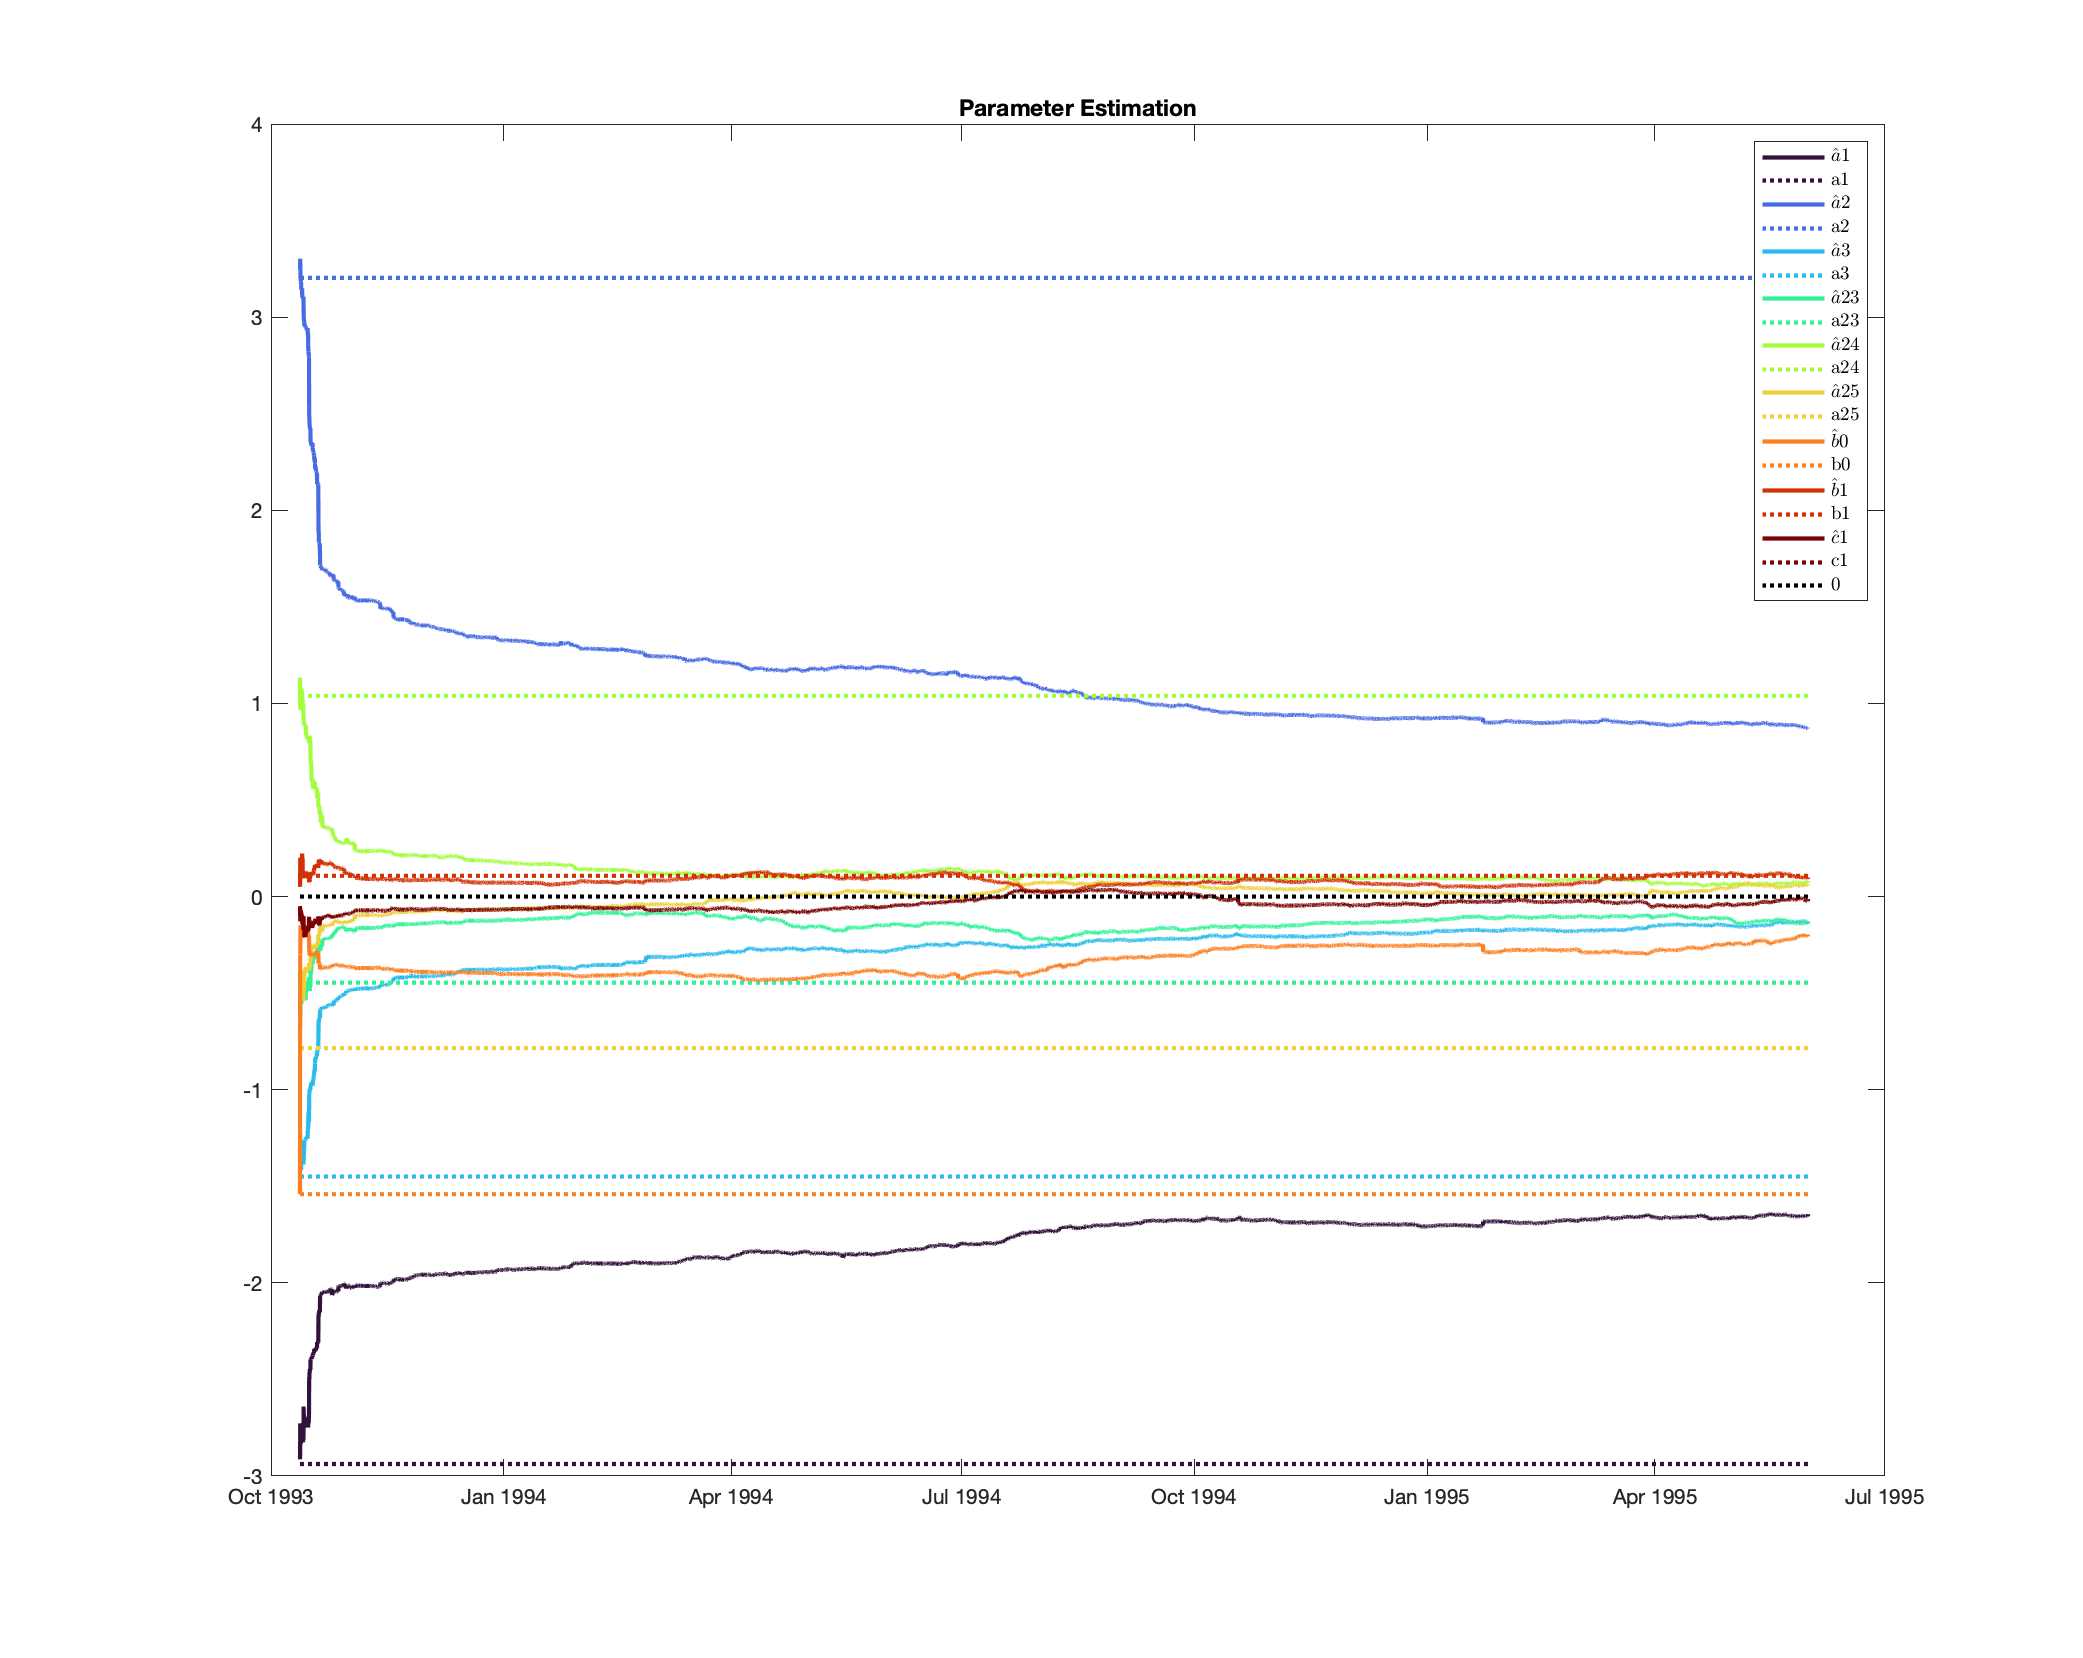 Parameter Estimation
4
3
2
1
0
-1
-2
-3
Oct 1993 Jan 1994 Apr 1994 Jul 1994 Oct 1994 Jan 1995 Apr 1995 Jul 1995
â1
a1
â2
a2
â3
a3
â23
a23
â24
a24
â25
a25
b̂0
b0
b̂1
b1
ĉ1
c1
0